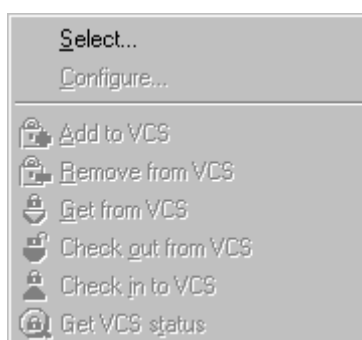 Select...
Configure...
Add to VCS
Remove from VCS
Get from VCS
Check out from VCS
Check in to VCS
Get VCS status